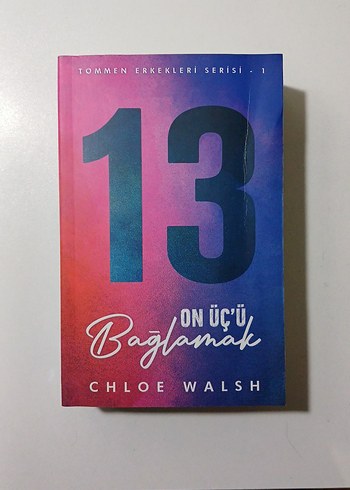 TOMMEN ERKEKLERİ SERİSİ - 1
13
ON ÜÇ'Ü
Bağlamak
CHLOE WALSH